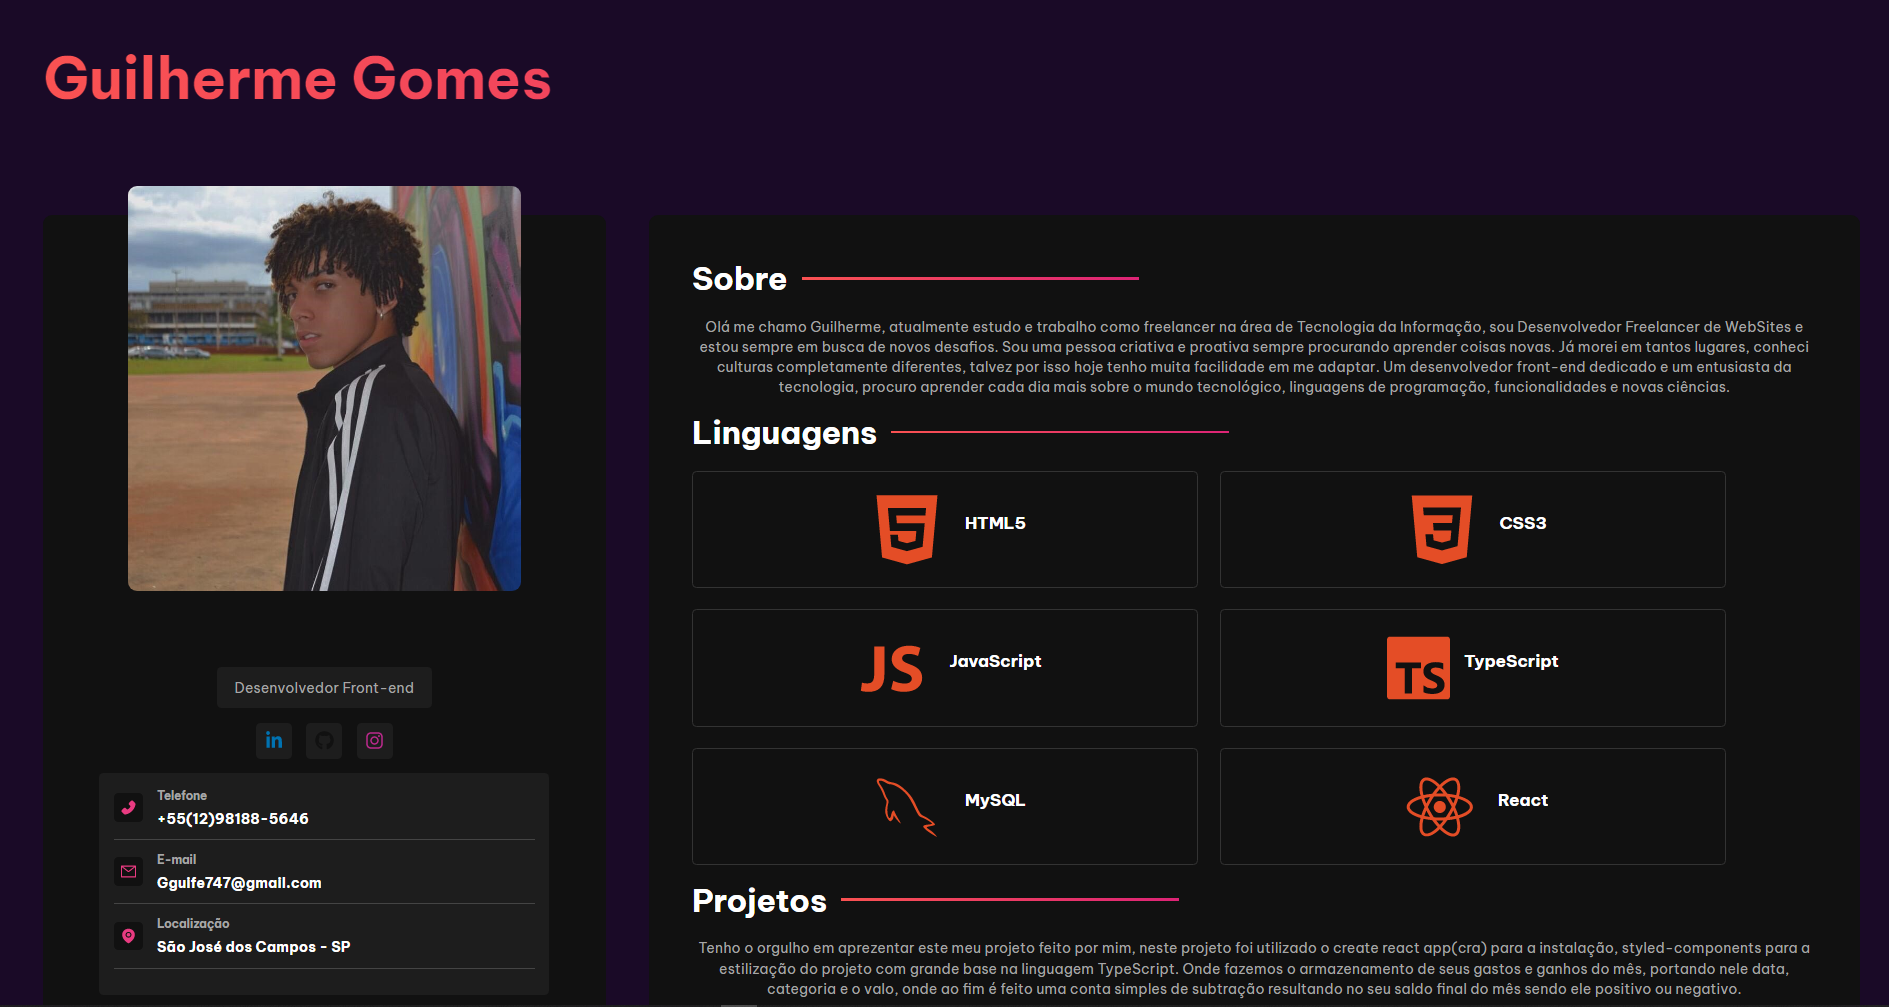 Guilherme Gomes
Desenvolvedor Front-end
in
Telefone
+55(12)98188-5646
E-mail
Ggulfe747@gmall.com
Localização
São José dos Campos - SP
Sobre
Olá me chamo Guilherme, atualmente estudo e trabalho como freelancer na área de Tecnologia da Informação, sou Desenvolvedor Freelancer de WebSites e
estou sempre em busca de novos desafios. Sou uma pessoa criativa e proativa sempre procurando aprender coisas novas. Já morei em tantos lugares, conheci
culturas completamente diferentes, talvez por isso hoje tenho muita facilidade em me adaptar. Um desenvolvedor front-end dedicado e um entusiasta da
tecnologia, procuro aprender cada dia mais sobre o mundo tecnológico, linguagens de programação, funcionalidades e novas ciências.
Linguagens
5 HTML5
3 CSS3
JS JavaScript
TS TypeScript
MySQL
React
Projetos
Tenho o orgulho em aprezentar este meu projeto feito por mim, neste projeto foi utilizado o create react app(cra) para a instalação, styled-components para a
estilização do projeto com grande base na linguagem TypeScript. Onde fazemos o armazenamento de seus gastos e ganhos do mês, portando nele data,
categoria e o valo, onde ao fim é feito uma conta simples de subtração resultando no seu saldo final do mês sendo ele positivo ou negativo.